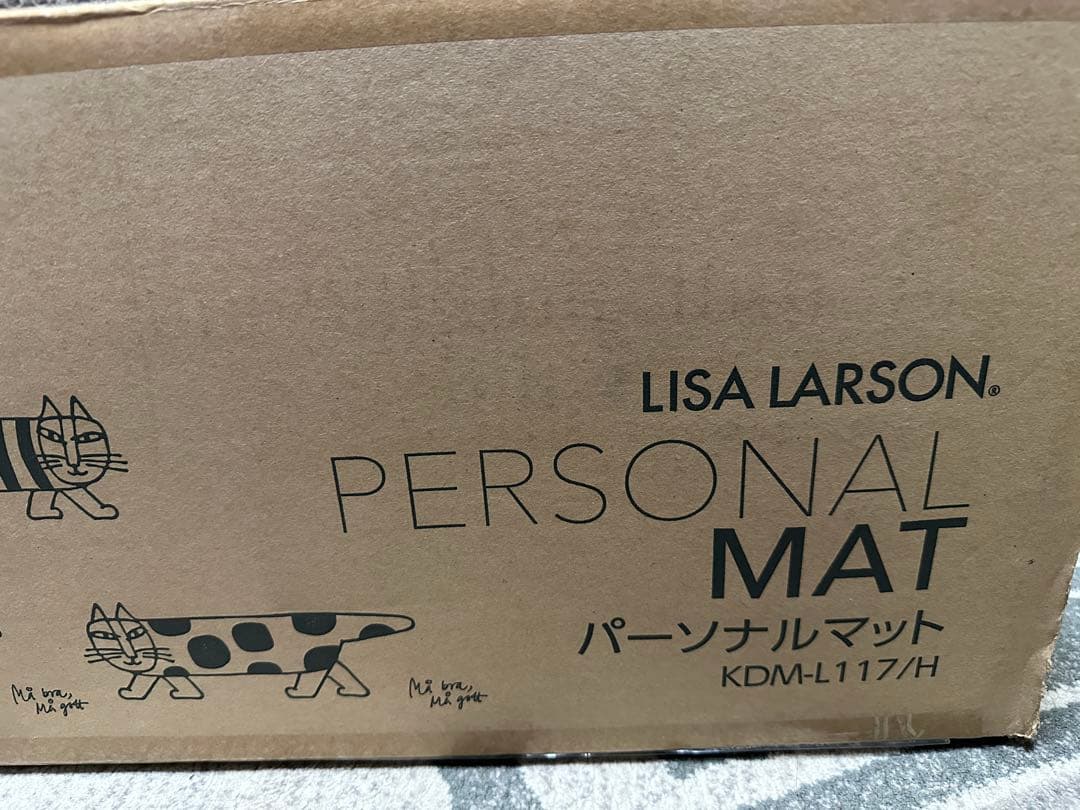 LISA LARSON®
PERSONAL
MAT
パーソナルマット
KDM-L117/H
Må bra,
Må gott
Må bra,
Må gott